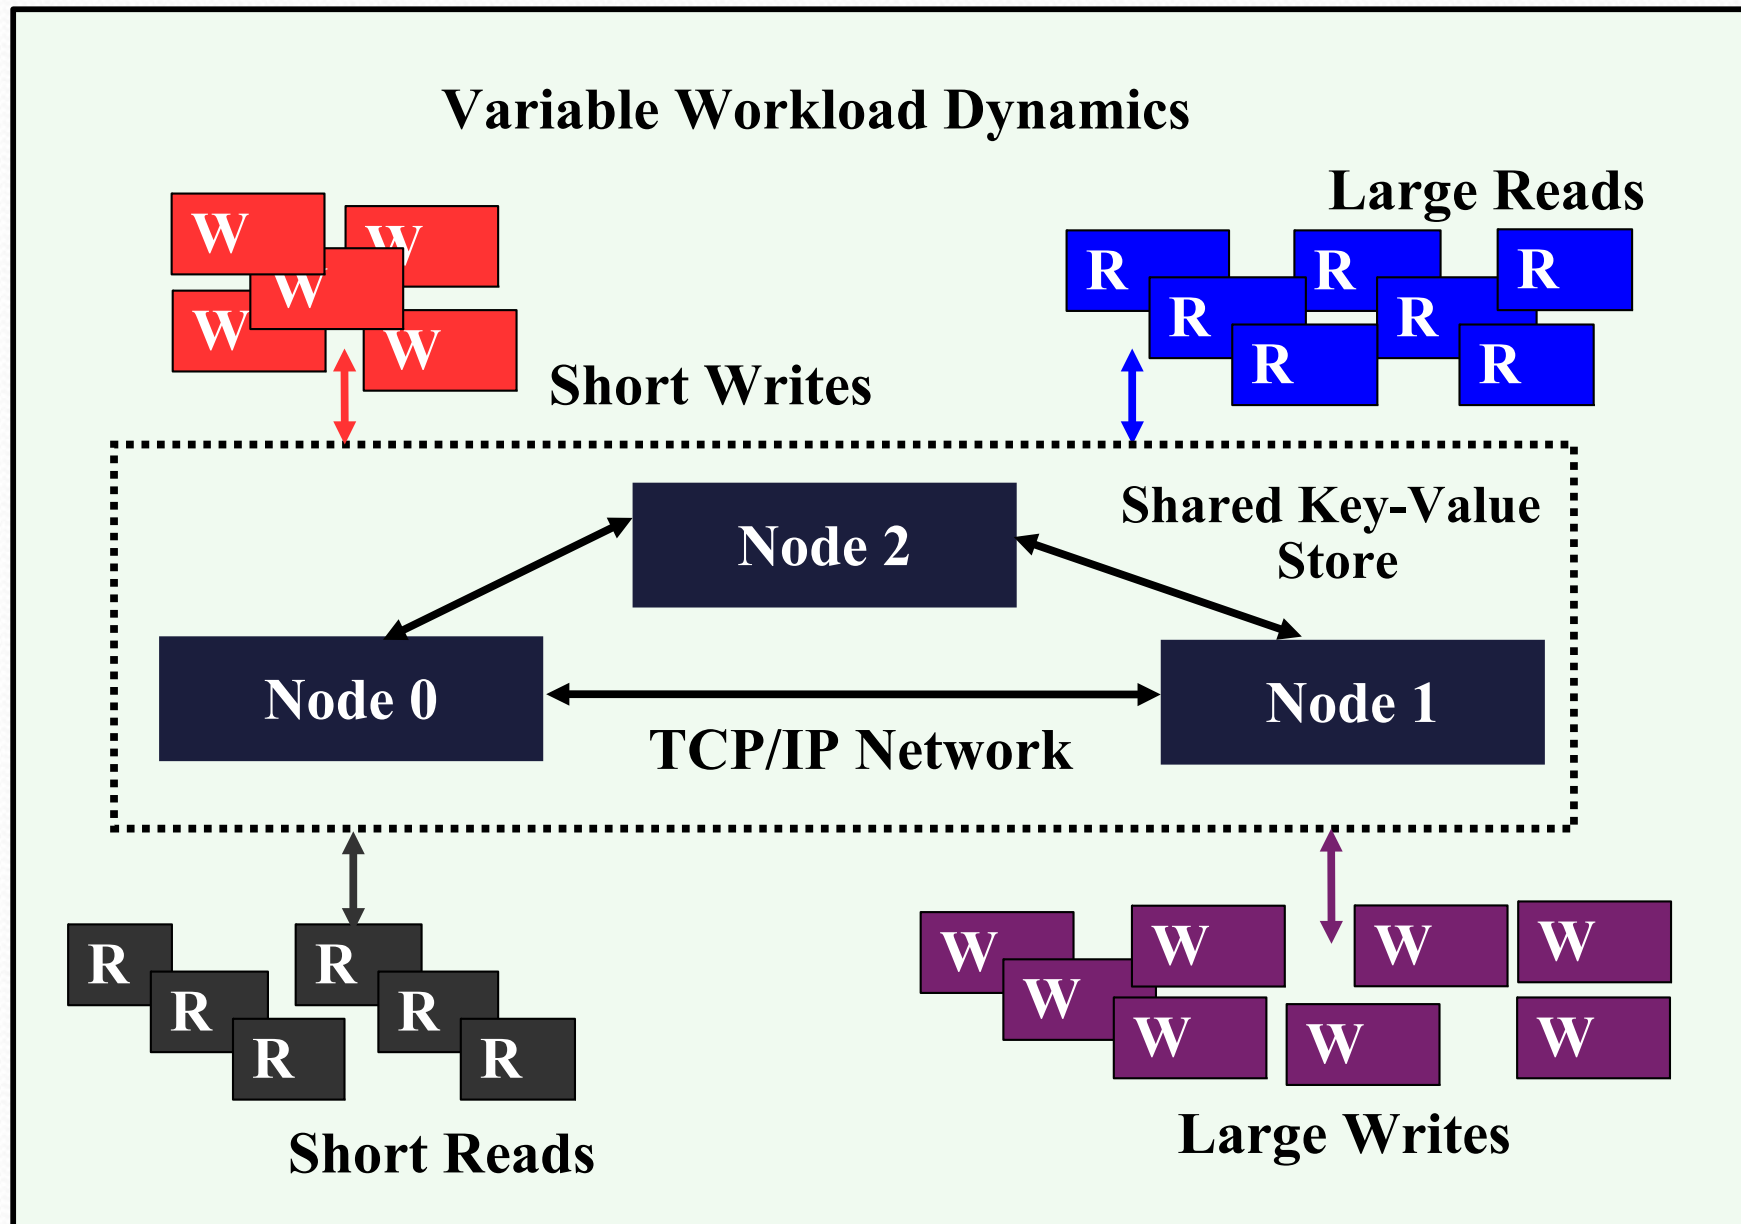 Variable Workload Dynamics
W
W
W
W
W
Short Writes
Large Reads
R
R
R
R
R
R
R
Shared Key-Value
Store
Node 2
Node 0
Node 1
TCP/IP Network
R
R
R
R
R
R
Short Reads
W
W
W
W
W
W
W
W
Large Writes